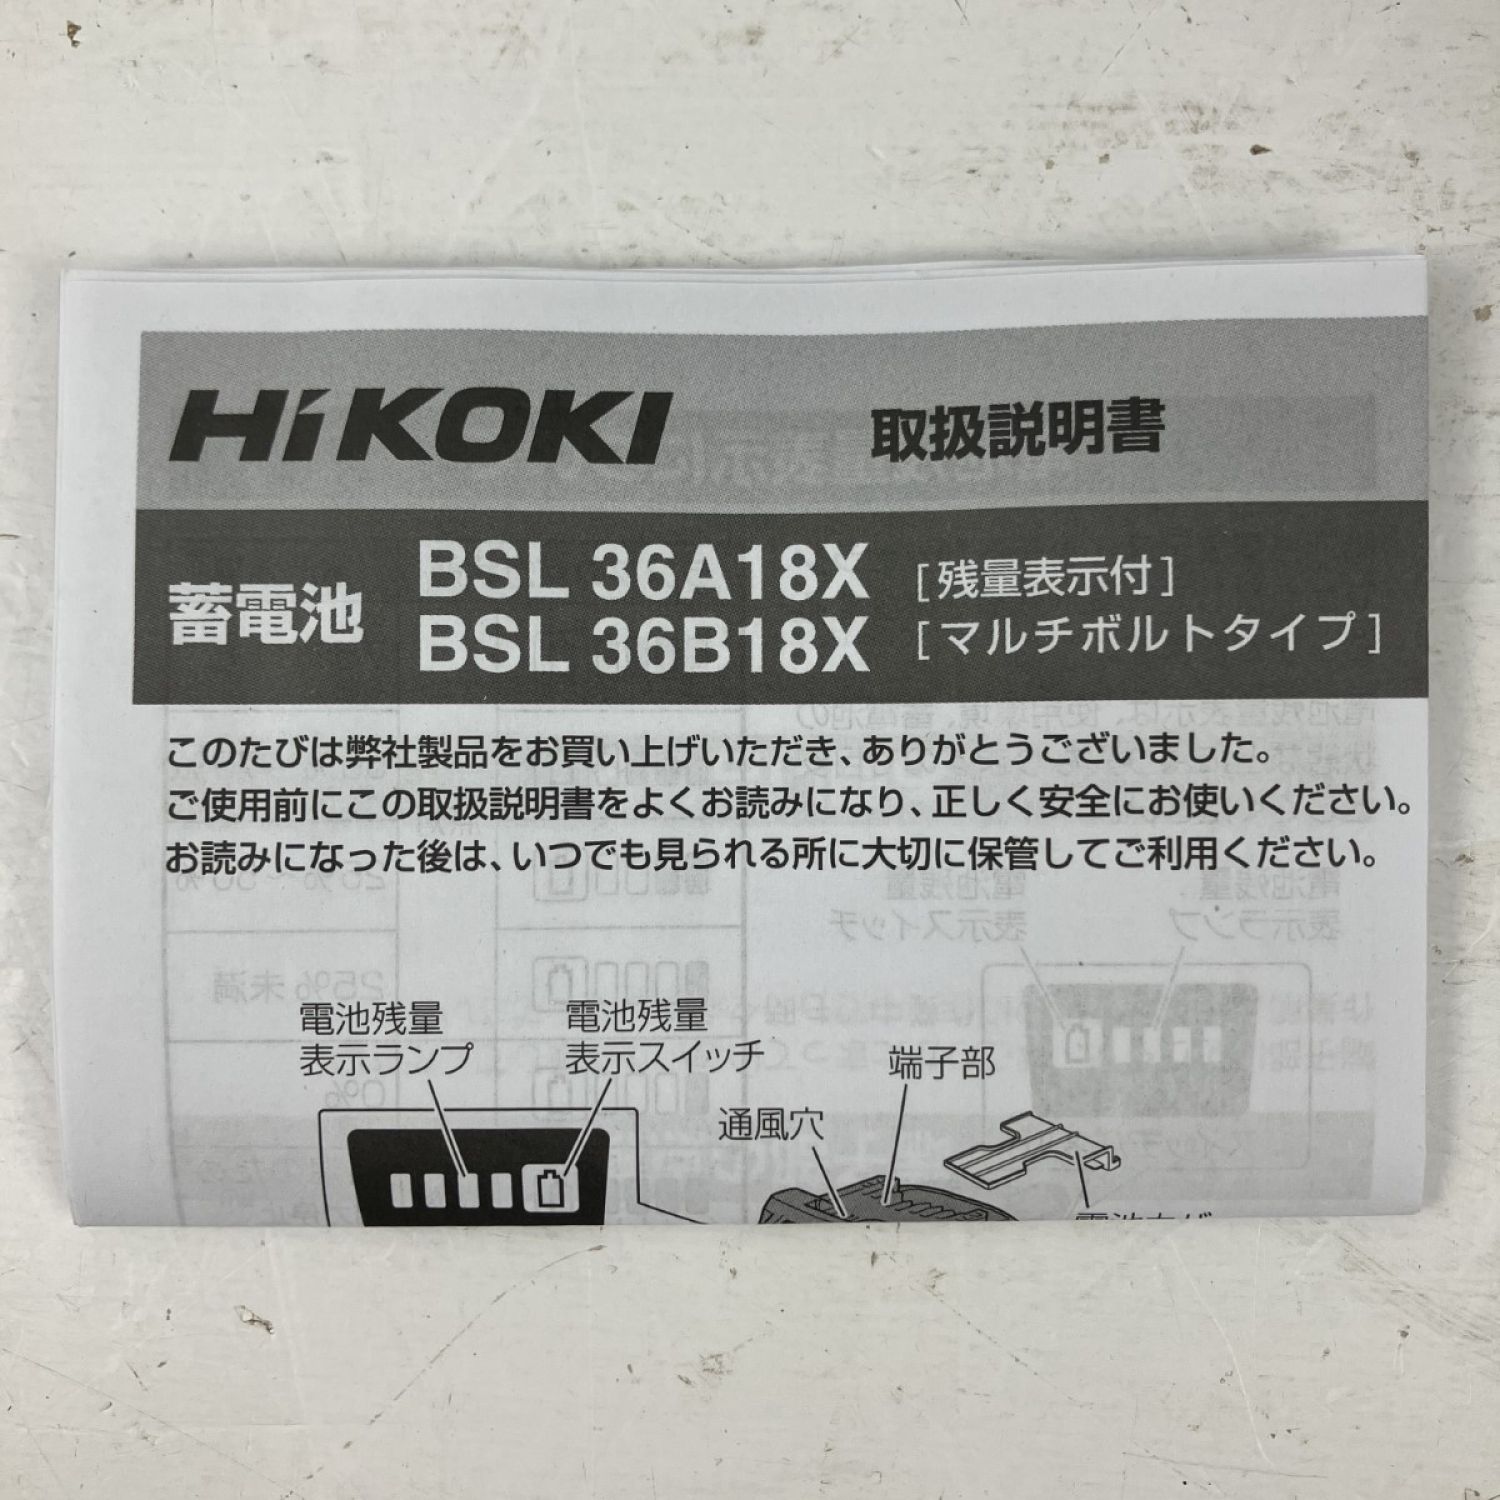 HiKOKI 取扱説明書
蓄電池
BSL 36A18X [残量表示付]
BSL 36B18X [マルチボルトタイプ]
このたびは弊社製品をお買い上げいただき、ありがとうございました。
ご使用前にこの取扱説明書をよくお読みになり、正しく安全にお使いください。
お読みになった後は、いつでも見られる所に大切に保管してご利用ください。
電池残量
表示ランプ
電池残量
表示スイッチ
端子部
通風穴